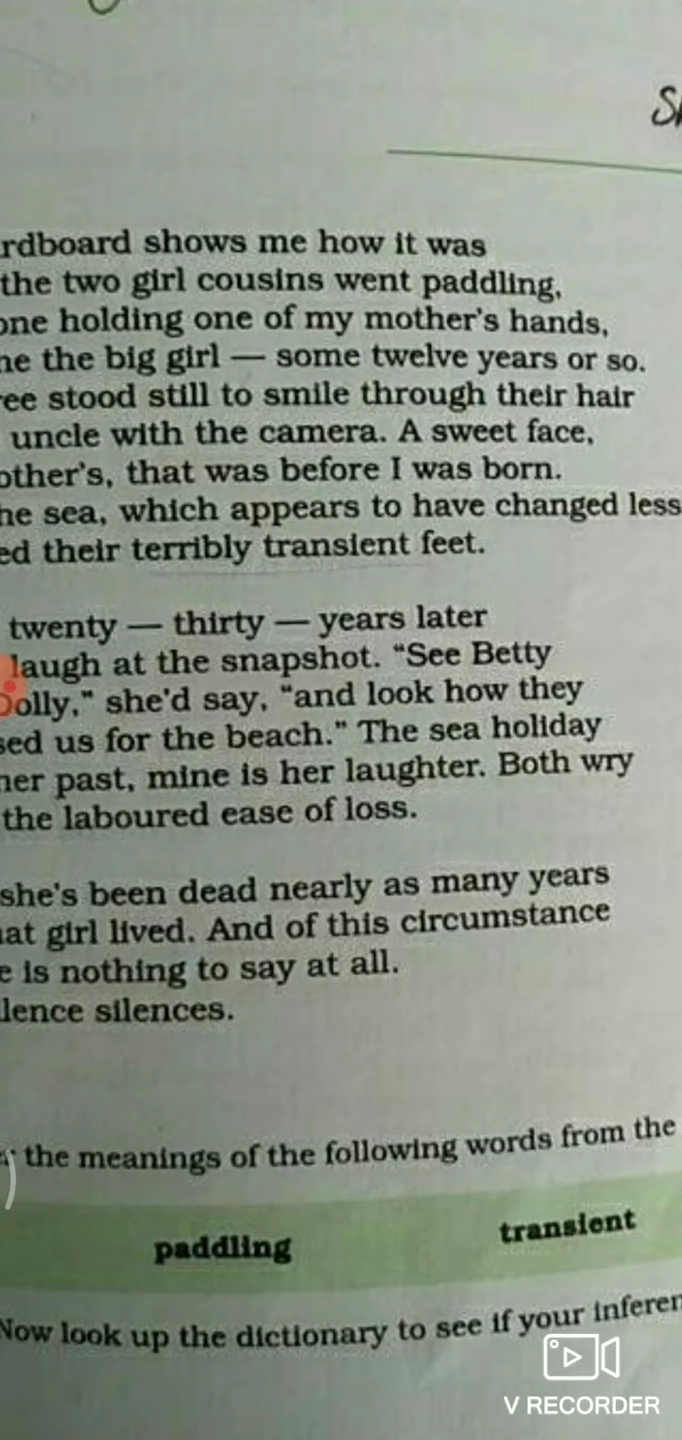 rdboard shows me how it was
the two girl cousins went paddling,
one holding one of my mother's hands,
he the big girl — some twelve years or so.
ree stood still to smile through their hair
uncle with the camera. A sweet face,
other's, that was before I was born.
he sea, which appears to have changed less
ed their terribly transient feet.
twenty — thirty — years later
laugh at the snapshot. "See Betty
Dolly," she'd say, "and look how they
sed us for the beach." The sea holiday
her past, mine is her laughter. Both wry
the laboured ease of loss.
she's been dead nearly as many years
hat girl lived. And of this circumstance
e is nothing to say at all.
lence silences.
the meanings of the following words from the
paddling transient
Now look up the dictionary to see if your inferen
V RECORDER